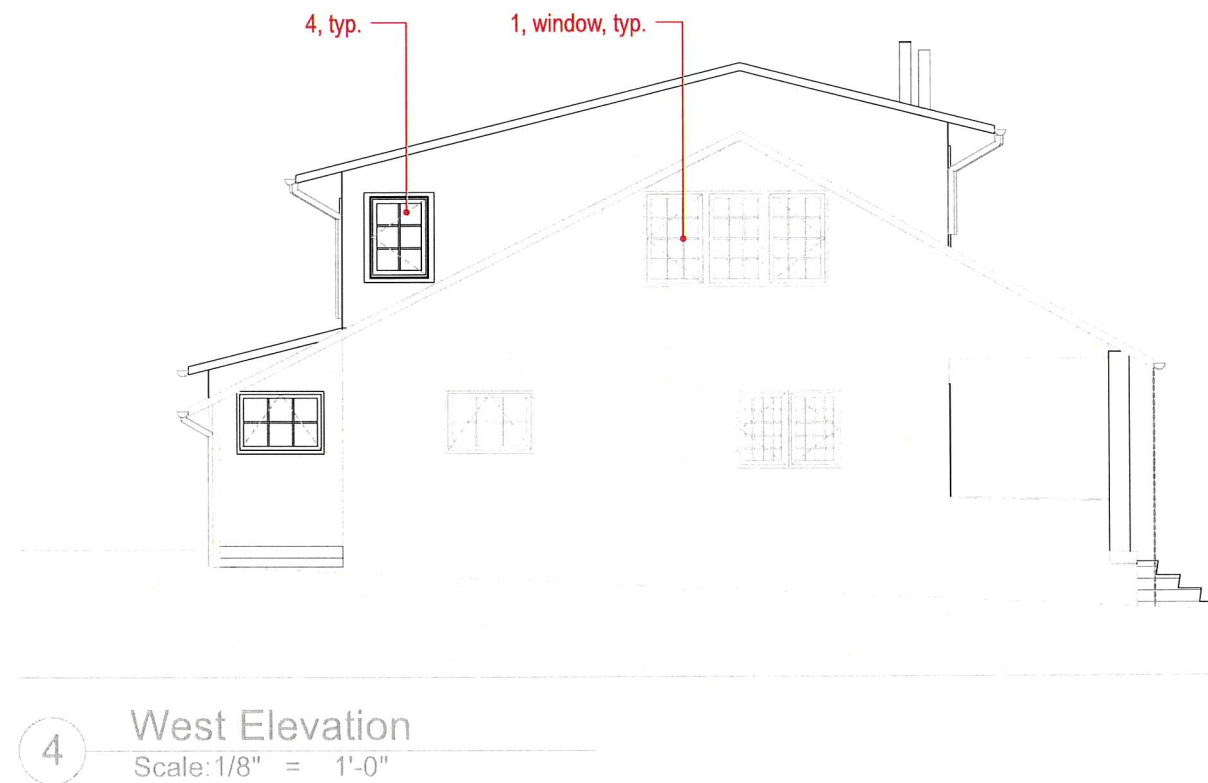 4, typ.
1, window, typ.
4
West Elevation
Scale:1/8" = 1'-0"